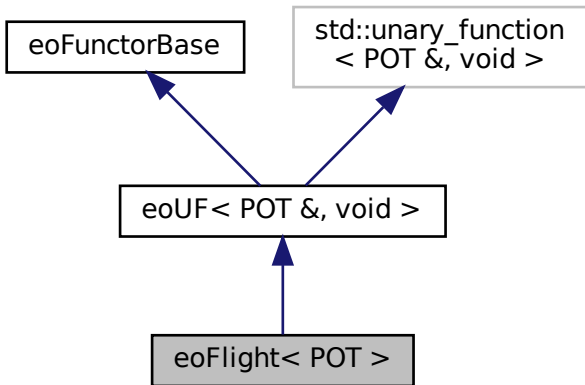 eoFunctorBase
std::unary_function
< POT &, void >
eoUF< POT &, void >
eoFlight< POT >